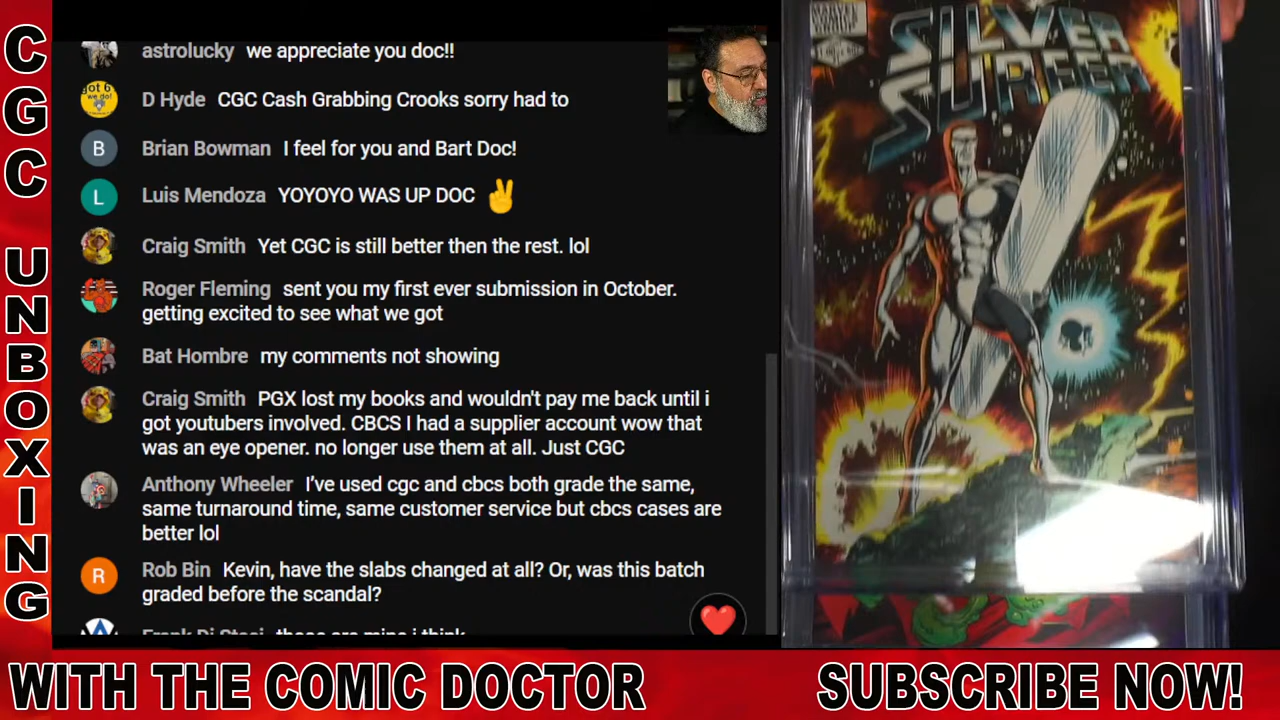 CGC UNBOXING
astrolucky we appreciate you doc!!
D Hyde CGC Cash Grabbing Crooks sorry had to
B
Brian Bowman I feel for you and Bart Doc!
L
Luis Mendoza YOYOYO WAS UP DOC ✌
Craig Smith Yet CGC is still better then the rest. lol
Roger Fleming sent you my first ever submission in October.
getting excited to see what we got
Bat Hombre my comments not showing
Craig Smith PGX lost my books and wouldn't pay me back until i
got youtubers involved. CBCS I had a supplier account wow that
was an eye opener. no longer use them at all. Just CGC
Anthony Wheeler I've used cgc and cbcs both grade the same,
same turnaround time, same customer service but cbcs cases are
better lol
R
Rob Bin Kevin, have the slabs changed at all? Or, was this batch
graded before the scandal?
SILVER
SURFER
WITH THE COMIC DOCTOR
SUBSCRIBE NOW!